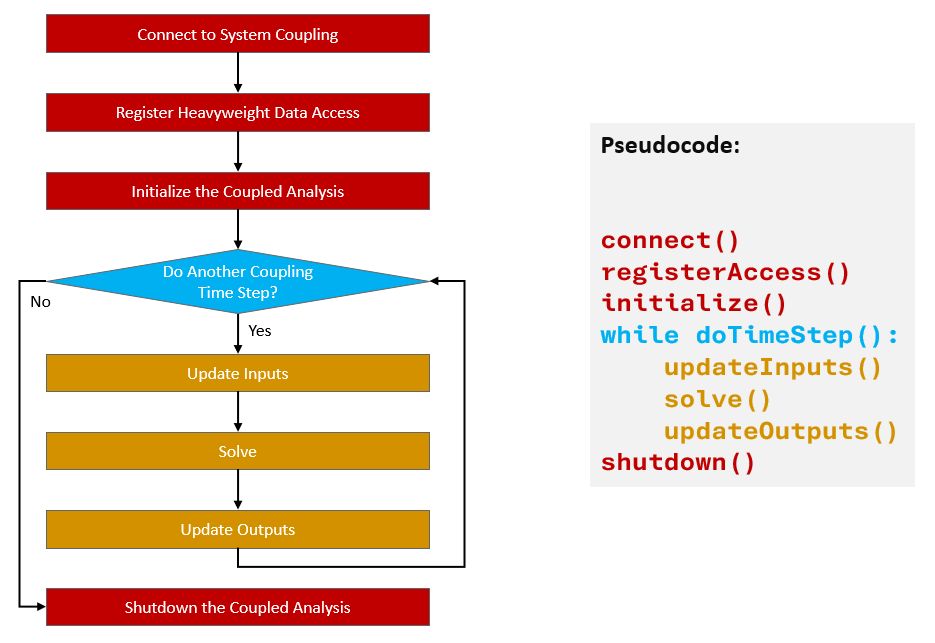 Connect to System Coupling
Register Heavyweight Data Access
Initialize the Coupled Analysis
Do Another Coupling
Time Step?
No
Yes
Update Inputs
Solve
Update Outputs
Shutdown the Coupled Analysis
Pseudocode:
connect()
registerAccess()
initialize()
while doTimeStep():
    updateInputs()
    solve()
    updateOutputs()
shutdown()